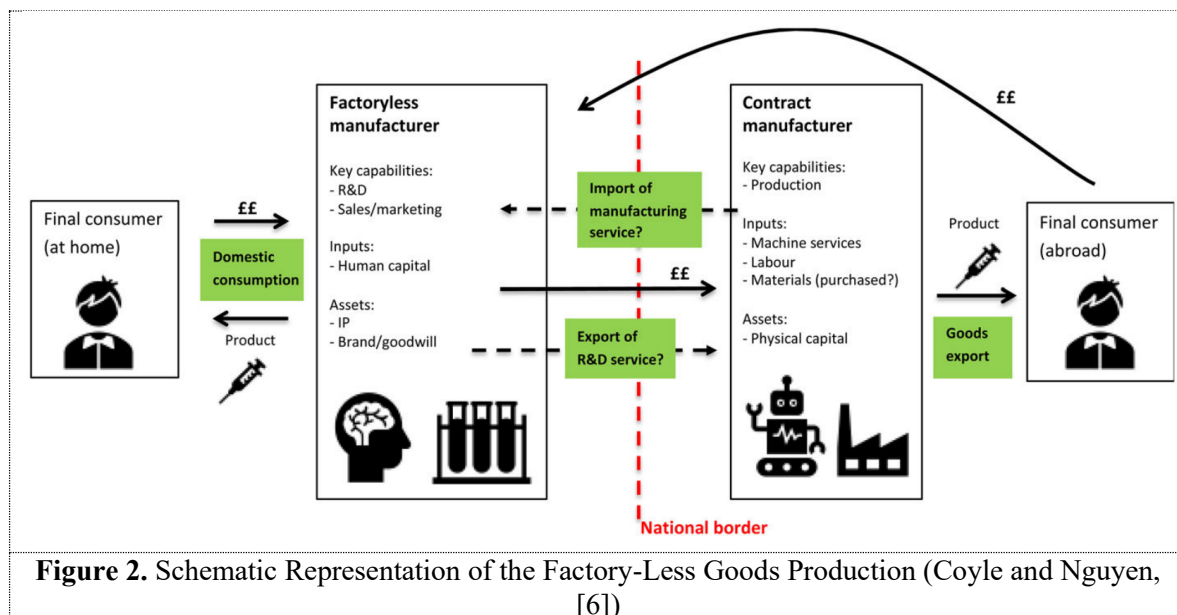 Final consumer
(at home)
££
Domestic
consumption
Product
Factoryless
manufacturer
Key capabilities:
- R&D
- Sales/marketing
Inputs:
- Human capital
Assets:
- IP
- Brand/goodwill
Import of
manufacturing
service?
££
Export of
R&D service?
National border
Contract
manufacturer
Key capabilities:
- Production
Inputs:
- Machine services
- Labour
- Materials (purchased?)
Assets:
- Physical capital
££
Product
Goods
export
Final consumer
(abroad)
Figure 2. Schematic Representation of the Factory-Less Goods Production (Coyle and Nguyen,
[6])